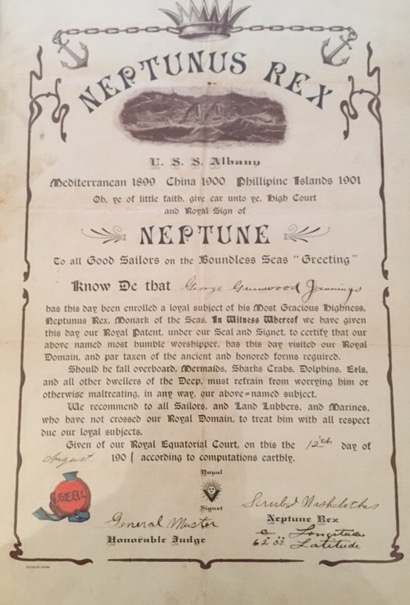 NEPTUNUS REX
U. S. S. Albany
Mediterranean 1899 China 1900 Phillipine Islands 1901
Oh, ye of little faith, give ear unto ye, High Court
and Royal Sign of
NEPTUNE
To all Good Sailors on the Boundless Seas "Greeting"
Know De that George Greenwood Jennings
has this day been enrolled a loyal subject of his Most Gracious Highness,
Neptunus Rex, Monark of the Seas. In Witness Whereof we have given
this day our Royal Patent, under our Seal and Signet, to certify that our
above named most humble worshipper, has this day visited our Royal
Domain, and par taxen of the ancient and honored forms required.
Should he fall overboard, Mermaids, Sharks Crabs, Dolphins, Eels,
and all other dwellers of the Deep, must refrain from worrying him or
otherwise maltreating, in any way, our above=named subject.
We recommend to all Sailors, and Land Lubbers, and Marines,
who have not crossed our Royal Domain, to treat him with all respect
due our loyal subjects.
Given of our Royal Equatorial Court, on this the 12th day of
August 1901 according to computations earthly.
Royal
Signet
SEAL
General Muster
Honorable Judge
Scrubd Washcloths
Neptune Rex
Longitude
Latitude